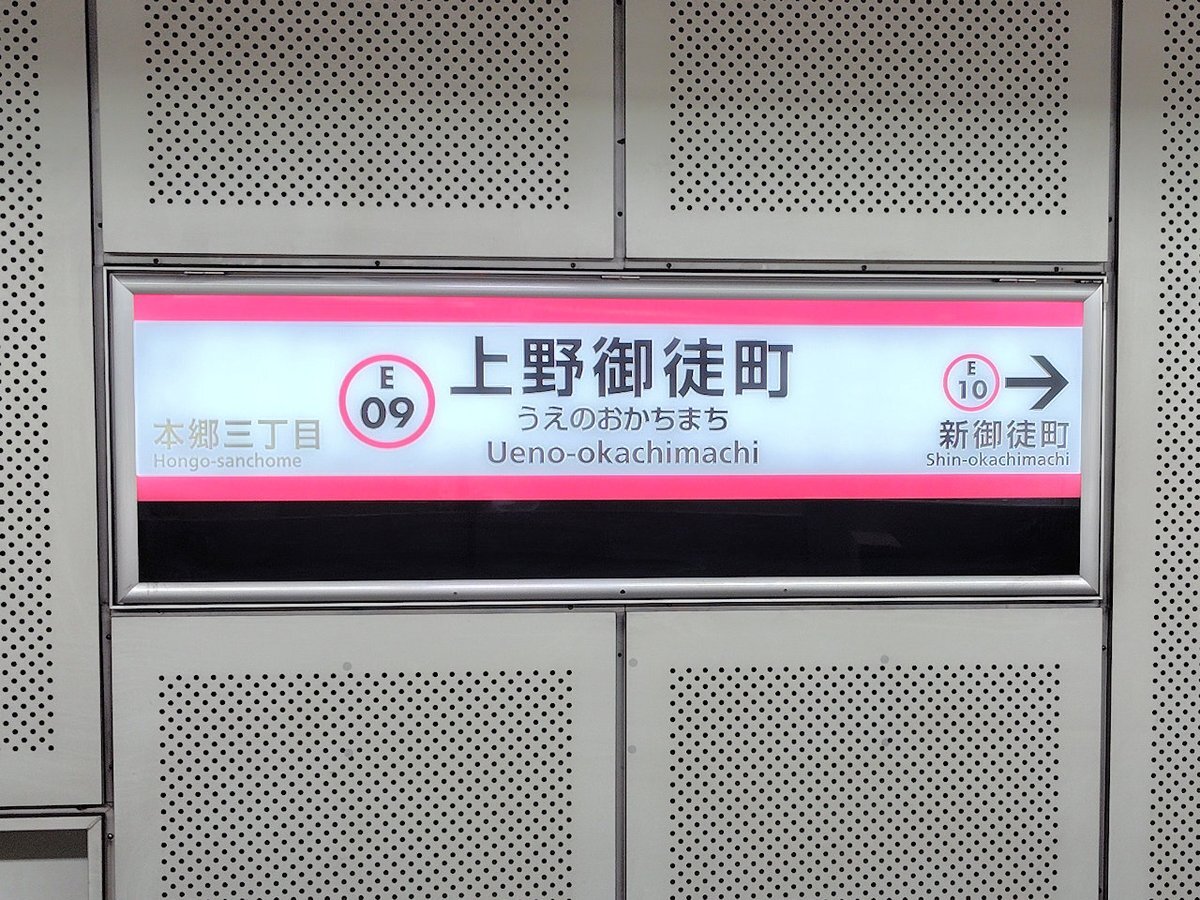 本郷三丁目
Hongo-sanchome
E
09
上野御徒町
うえのおかちまち
Ueno-okachimachi
E
10
新御徒町
Shin-okachimachi